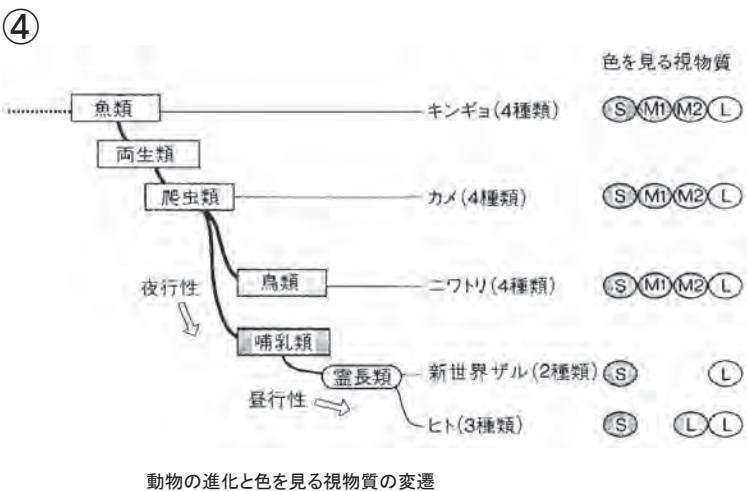 ④
色を見る視物質
魚類 キンギョ(4種類) S M1 M2 L
両生類
爬虫類 カメ(4種類) S M1 M2 L
夜行性 鳥類 ニワトリ(4種類) S M1 M2 L
哺乳類
霊長類 新世界ザル(2種類) S L
昼行性
ヒト(3種類) S L L
動物の進化と色を見る視物質の変遷